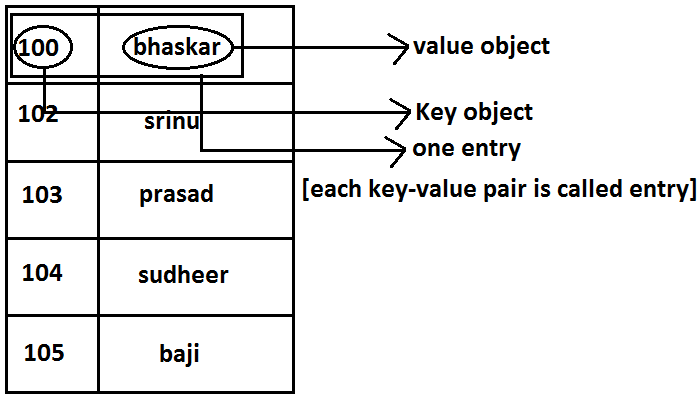 100 bhaskar value object
102 srinu Key object
one entry
103 prasad [each key-value pair is called entry]
104 sudheer
105 baji